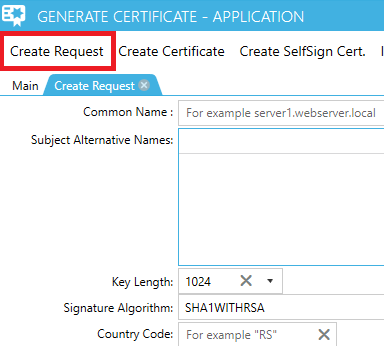 GENERATE CERTIFICATE - APPLICATION
Create Request Create Certificate Create SelfSign Cert.
Main Create Request
Common Name : For example server1.webserver.local
Subject Alternative Names:
Key Length: 1024
Signature Algorithm: SHA1WITHRSA
Country Code: For example "RS"